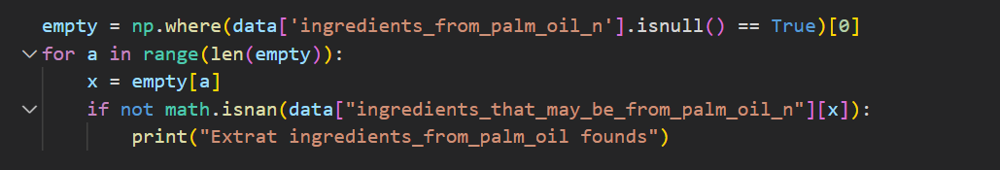 empty = np.where(data['ingredients_from_palm_oil_n'].isnull() == True)[0]
for a in range(len(empty)):
    x = empty[a]
    if not math.isnan(data["ingredients_that_may_be_from_palm_oil_n"][x]):
        print("Extrat ingredients_from_palm_oil founds")